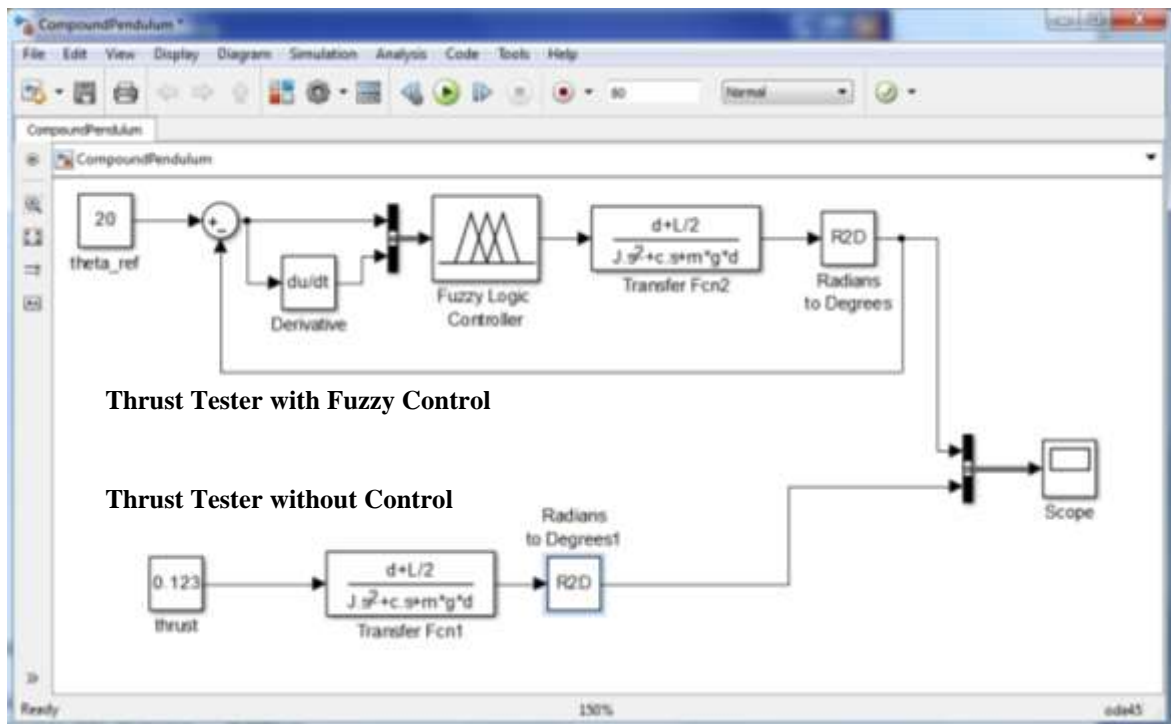 CompoundPendulum *
File Edit View Display Diagram Simulation Analysis Code Tools Help
60 Normal
CompoundPendulum
CompoundPendulum
20
theta_ref
+
-
du/dt
Derivative
Fuzzy Logic
Controller
d+L/2
J.s²+c.s+m*g*d
Transfer Fcn2
R2D
Radians
to Degrees
Thrust Tester with Fuzzy Control
Thrust Tester without Control
0.123
thrust
d+L/2
J.s²+c.s+m*g*d
Transfer Fcn1
Radians
to Degrees1
R2D
Scope
Ready 150% ode45